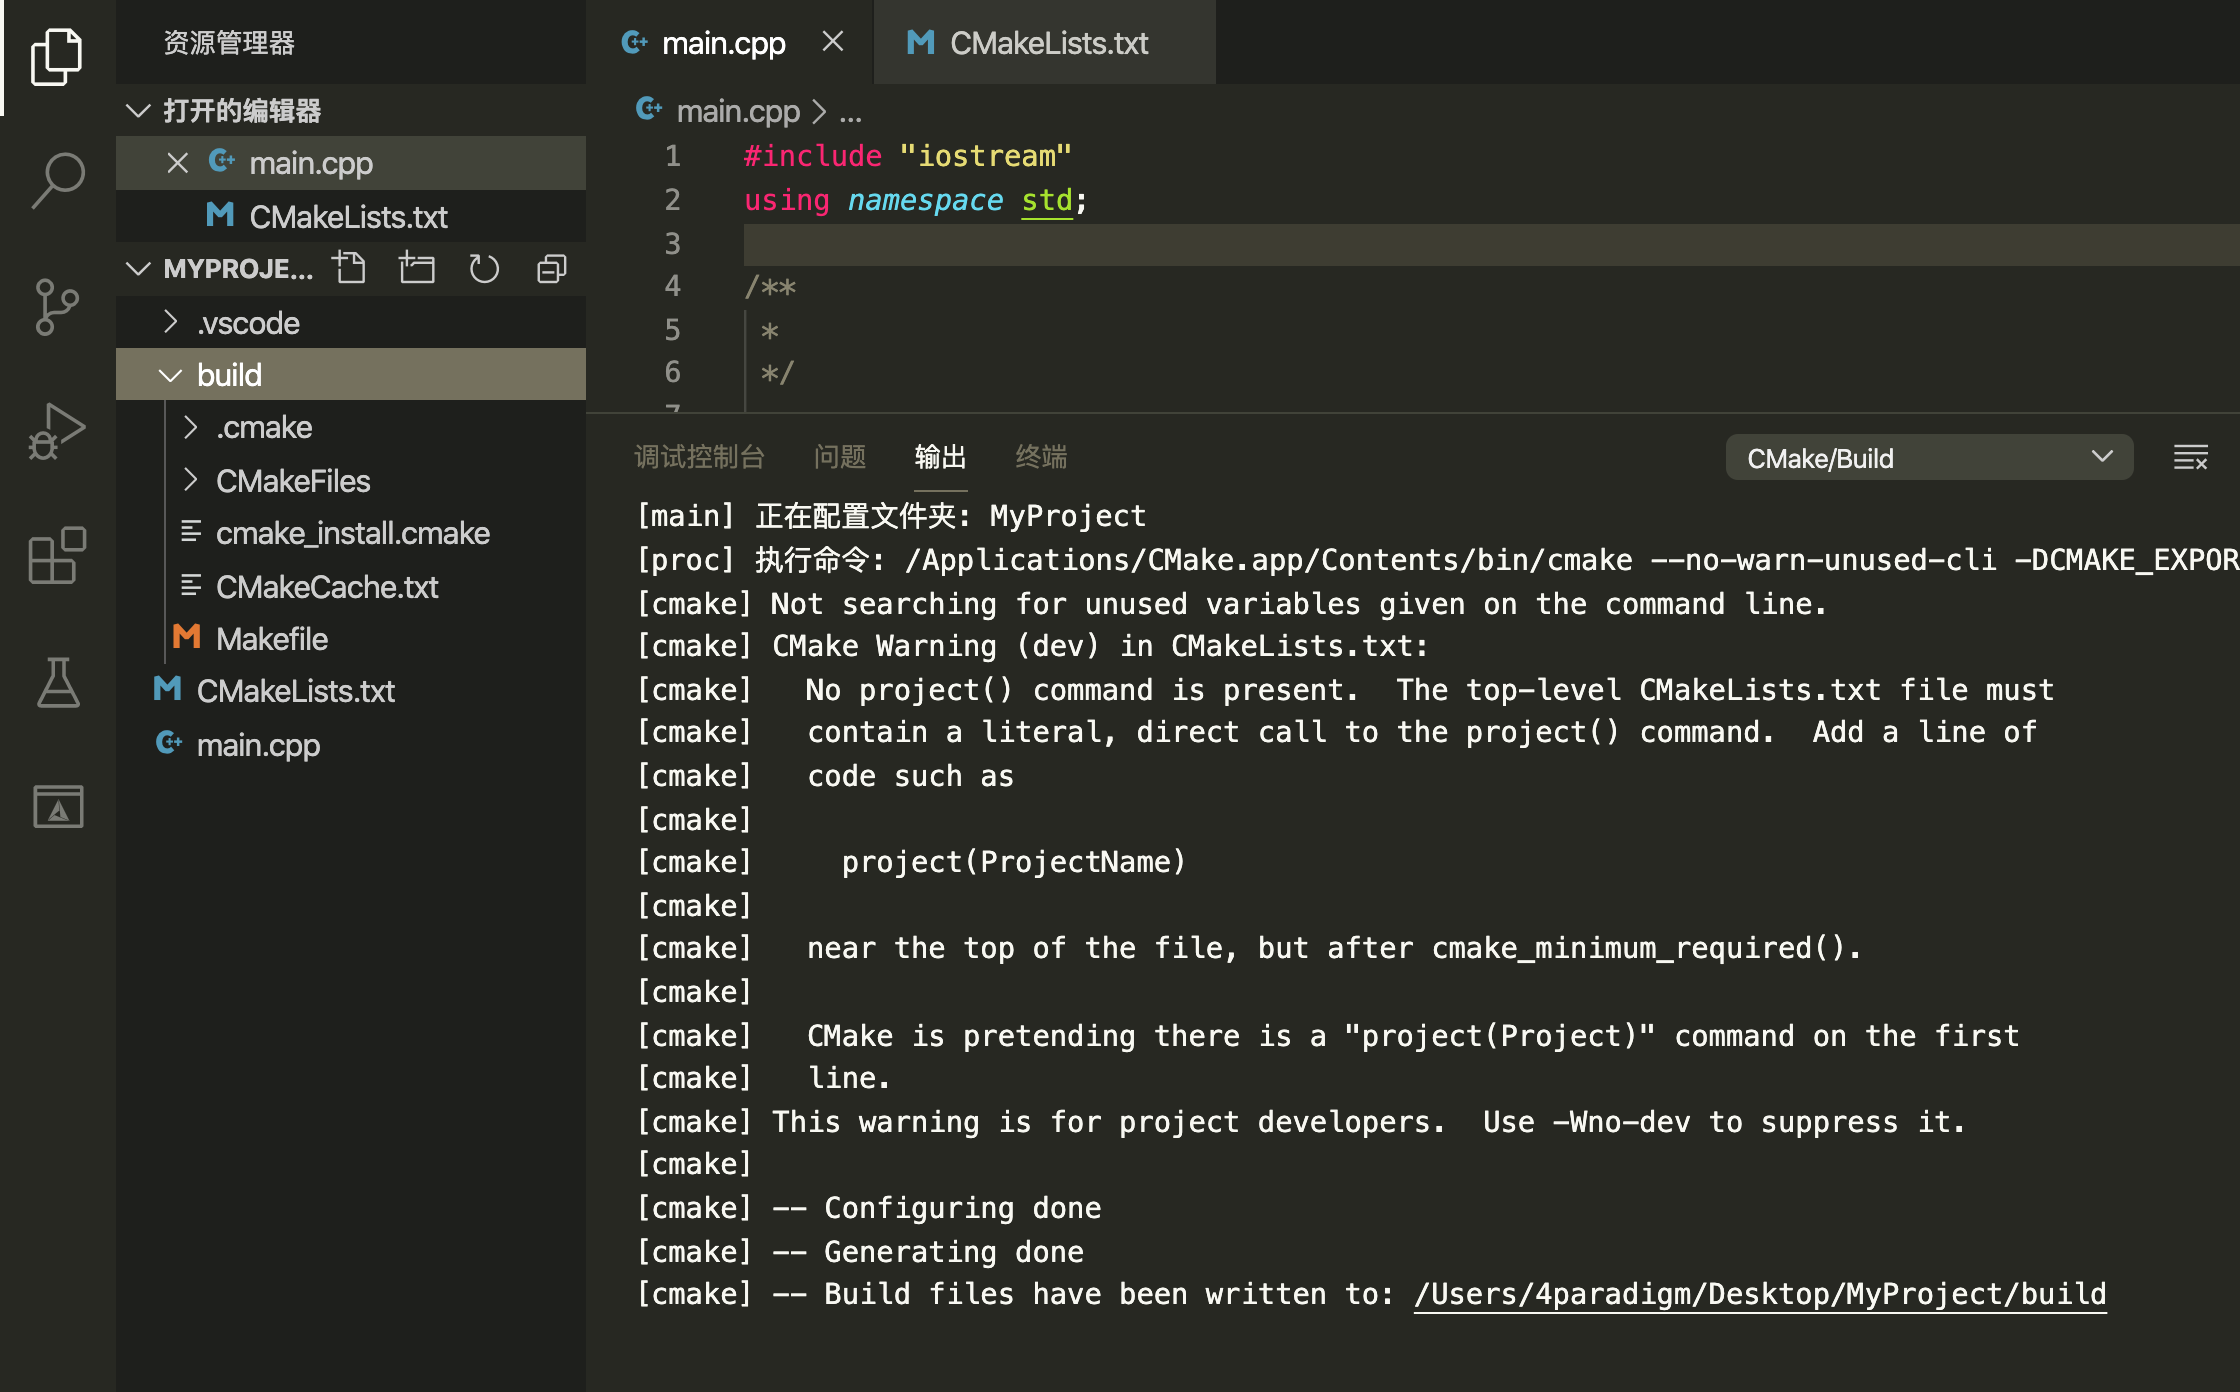 资源管理器
打开的编辑器
main.cpp
CMakeLists.txt
MYPROJE...
.vscode
build
.cmake
CMakeFiles
cmake_install.cmake
CMakeCache.txt
Makefile
CMakeLists.txt
main.cpp
main.cpp CMakeLists.txt
main.cpp > ...
1 #include "iostream"
2 using namespace std;
3
4 /**
5 *
6 */
7
调试控制台 问题 输出 终端 CMake/Build
[main] 正在配置文件夹: MyProject
[proc] 执行命令: /Applications/CMake.app/Contents/bin/cmake --no-warn-unused-cli -DCMAKE_EXPOR
[cmake] Not searching for unused variables given on the command line.
[cmake] CMake Warning (dev) in CMakeLists.txt:
[cmake]   No project() command is present.  The top-level CMakeLists.txt file must
[cmake]   contain a literal, direct call to the project() command.  Add a line of
[cmake]   code such as
[cmake]
[cmake]     project(ProjectName)
[cmake]
[cmake]   near the top of the file, but after cmake_minimum_required().
[cmake]
[cmake]   CMake is pretending there is a "project(Project)" command on the first
[cmake]   line.
[cmake] This warning is for project developers.  Use -Wno-dev to suppress it.
[cmake]
[cmake] -- Configuring done
[cmake] -- Generating done
[cmake] -- Build files have been written to: /Users/4paradigm/Desktop/MyProject/build